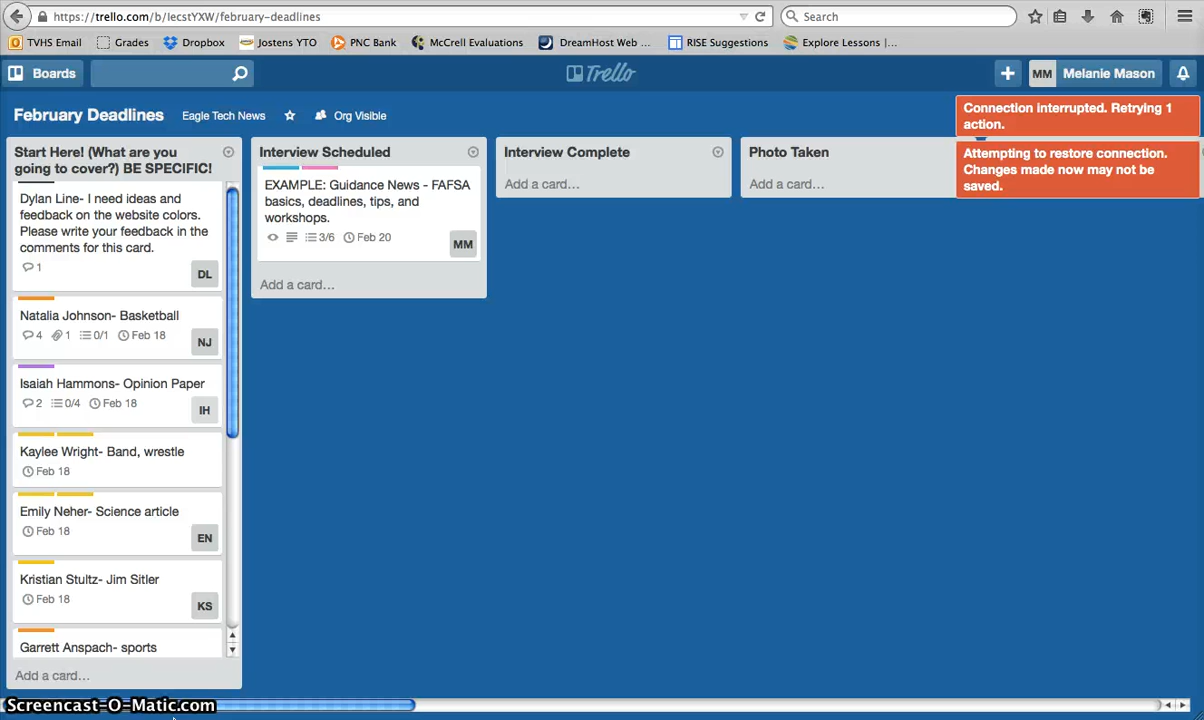 https://trello.com/b/IecstYXW/february-deadlines
Search
TVHS Email
Grades
Dropbox
Jostens YTO
PNC Bank
McCrell Evaluations
DreamHost Web ...
RISE Suggestions
Explore Lessons |...
Boards
Trello
MM
Melanie Mason
February Deadlines
Eagle Tech News
Org Visible
Connection interrupted. Retrying 1
action.
Attempting to restore connection.
Changes made now may not be
saved.
Start Here! (What are you
going to cover?) BE SPECIFIC!
Dylan Line- I need ideas and
feedback on the website colors.
Please write your feedback in the
comments for this card.
1
DL
Natalia Johnson- Basketball
4 1 0/1 Feb 18
NJ
Isaiah Hammons- Opinion Paper
2 0/4 Feb 18
IH
Kaylee Wright- Band, wrestle
Feb 18
Emily Neher- Science article
Feb 18
EN
Kristian Stultz- Jim Sitler
Feb 18
KS
Garrett Anspach- sports
Add a card...
Interview Scheduled
EXAMPLE: Guidance News - FAFSA
basics, deadlines, tips, and
workshops.
3/6 Feb 20
MM
Add a card...
Interview Complete
Add a card...
Photo Taken
Add a card...
Screencast-O-Matic.com